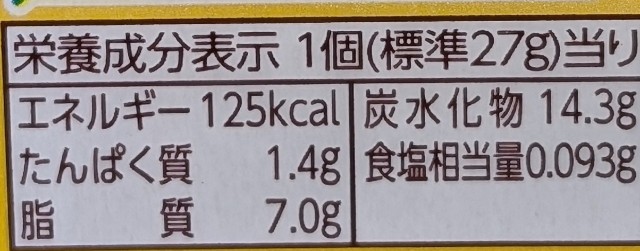 栄養成分表示 1個(標準27g)当り
エネルギー 125kcal
たんぱく質 1.4g
脂質 7.0g
炭水化物 14.3g
食塩相当量0.093g